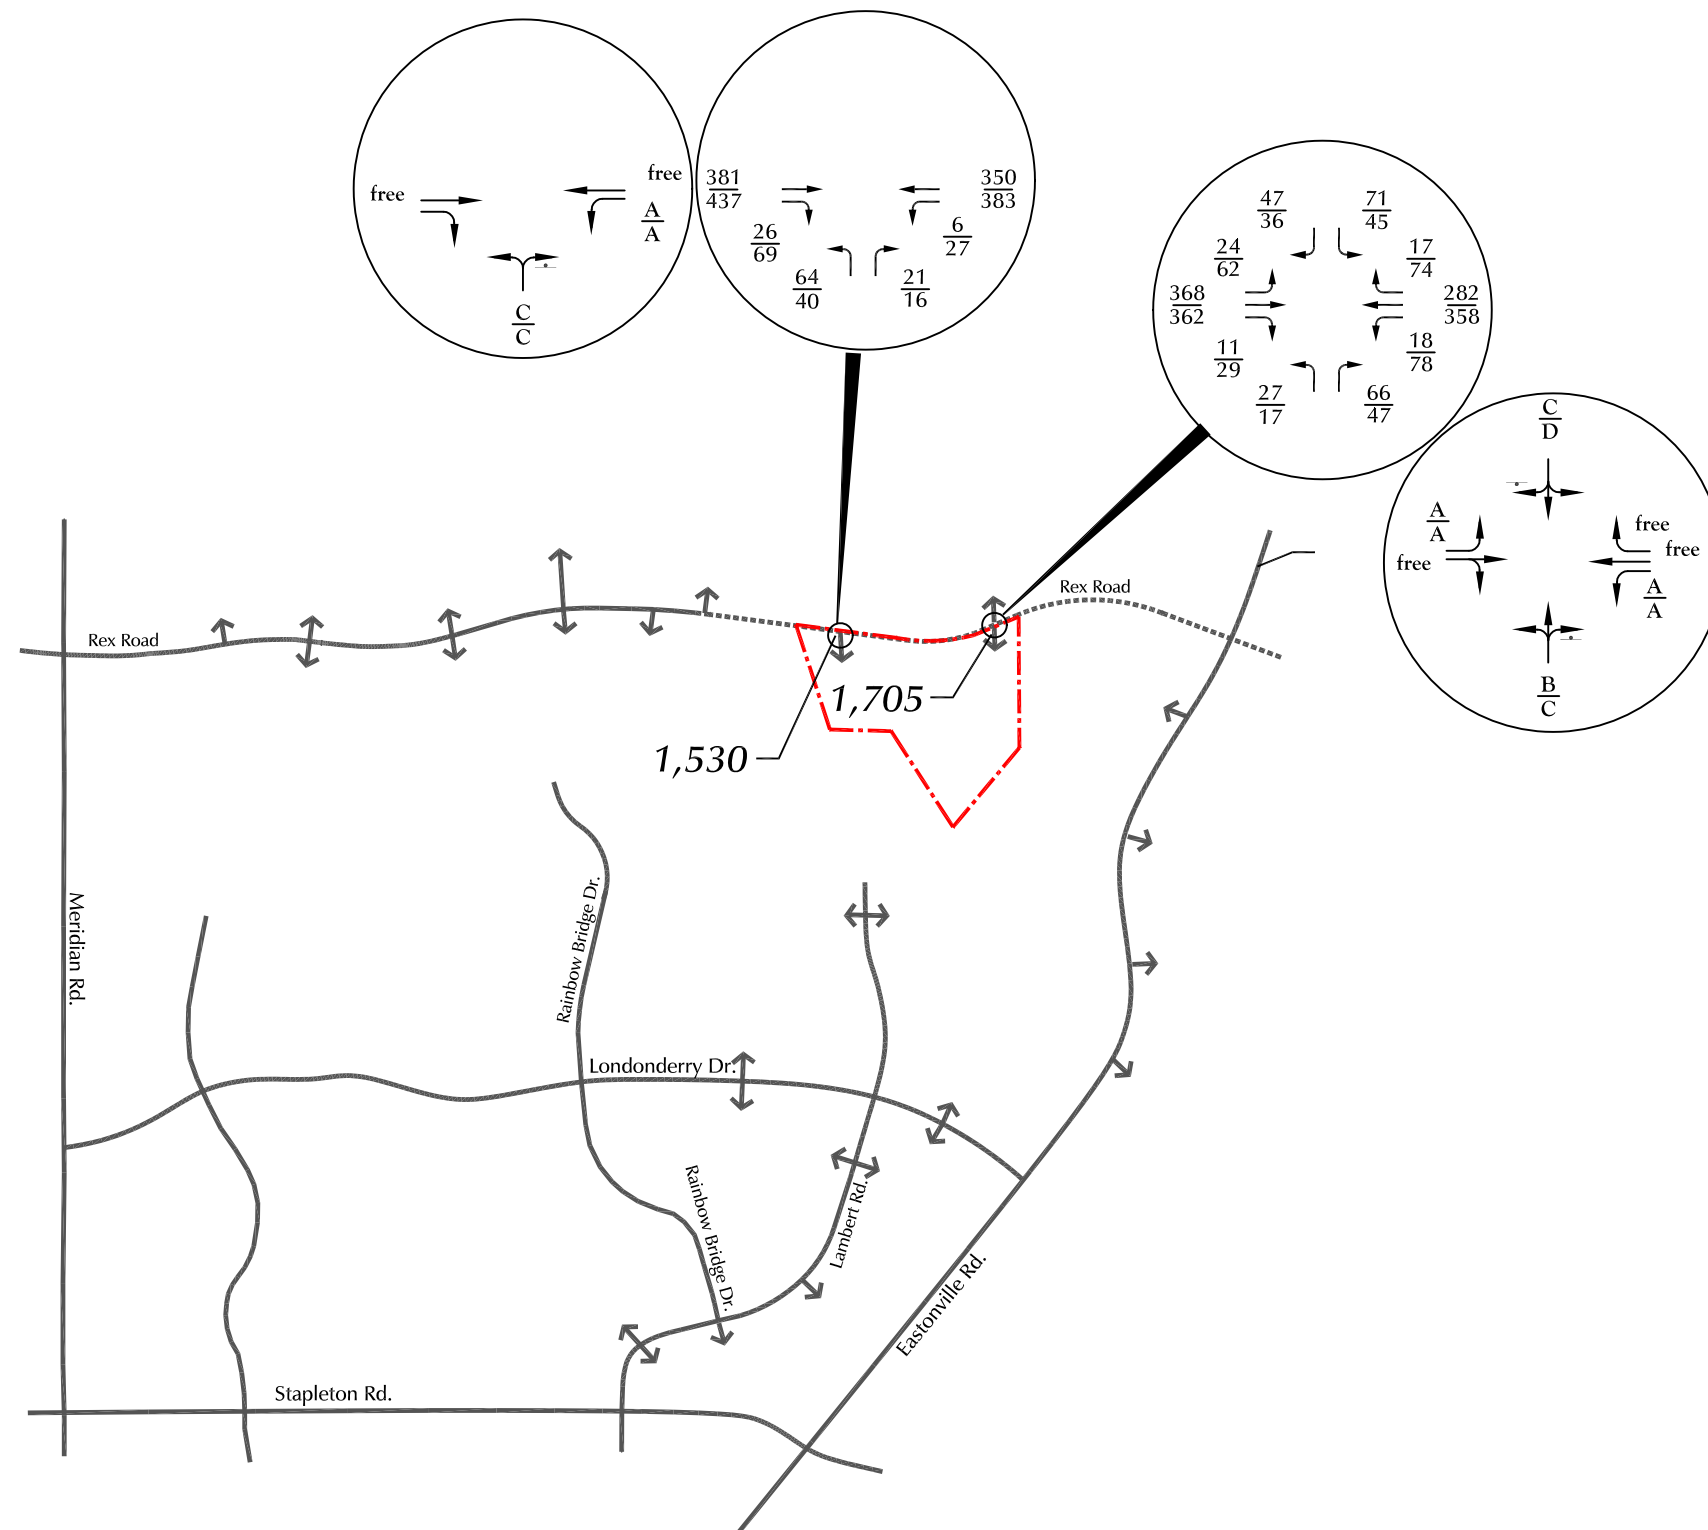 free
free
A
A
C
C
381
437
350
383
26
69
6
27
64
40
21
16
47
36
71
45
24
62
17
74
368
362
282
358
11
29
18
78
27
17
66
47
C
D
A
A
free
free
free
A
A
B
C
Rex Road
Rex Road
1,705
1,530
Meridian Rd.
Rainbow Bridge Dr.
Londonderry Dr.
Rainbow Bridge Dr.
Lambert Rd.
Eastonville Rd.
Stapleton Rd.